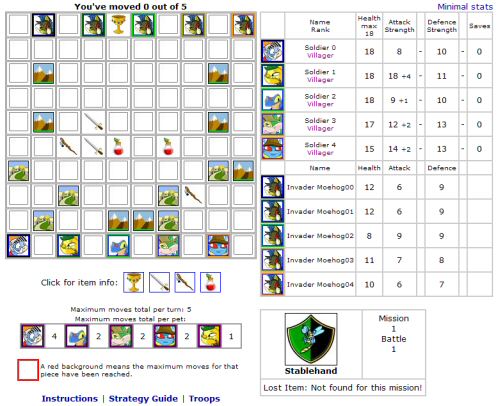 You've moved 0 out of 5
Minimal stats
Name Rank Health max 18 Attack Strength Defence Strength Saves
Soldier 0 Villager 18 8 - 10 - 0
Soldier 1 Villager 18 18 +4 - 11 - 0
Soldier 2 Villager 18 9 +1 - 10 - 0
Soldier 3 Villager 17 12 +2 - 13 - 0
Soldier 4 Villager 15 14 +2 - 13 - 0
Name Health Attack Defence
Invader Moehog00 12 6 9
Invader Moehog01 12 6 9
Invader Moehog02 8 9 9
Invader Moehog03 11 7 8
Invader Moehog04 10 6 7
Click for item info:
Maximum moves total per turn: 5
Maximum moves total per pet:
4 2 2 2 1
A red background means the maximum moves for that
piece have been reached.
Instructions | Strategy Guide | Troops
Stablehand
Mission
1
Battle
1
Lost Item: Not found for this mission!